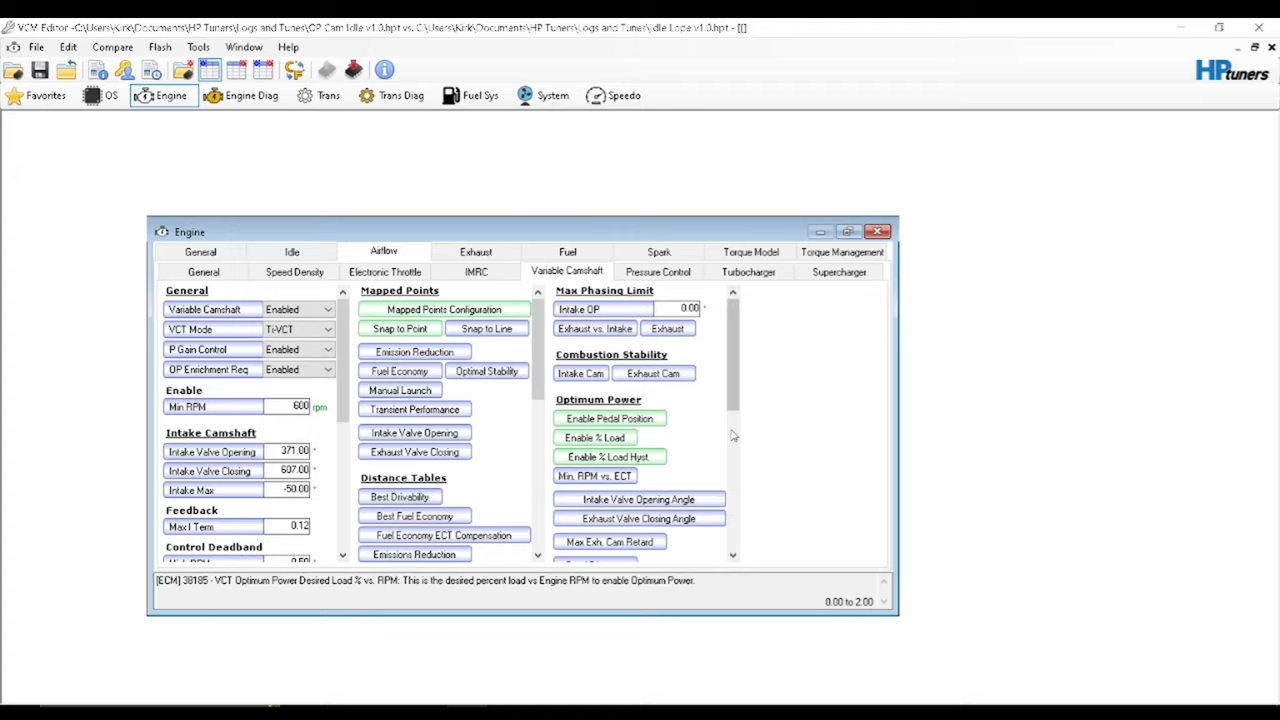 VCM Editor -C:\Users\Kirk\Documents\HP Tuners\Logs and Tunes\OP Cam Idle v1.0.hpt vs. C:\Users\Kirk\Documents\HP Tuners\Logs and Tunes\Idle Lope v1.0.hpt - []
File Edit Compare Flash Tools Window Help
HP tuners
Favorites OS Engine Engine Diag Trans Trans Diag Fuel Sys System Speedo
Engine
General Idle Airflow Exhaust Fuel Spark Torque Model Torque Management
General Speed Density Electronic Throttle IMRC Variable Camshaft Pressure Control Turbocharger Supercharger
General
Variable Camshaft Enabled
VCT Mode Ti-VCT
P Gain Control Enabled
OP Enrichment Req Enabled
Enable
Min RPM 600 rpm
Intake Camshaft
Intake Valve Opening 371.00 °
Intake Valve Closing 607.00 °
Intake Max -50.00 °
Feedback
Max I Term 0.12
Control Deadband
Mapped Points
Mapped Points Configuration
Snap to Point Snap to Line
Emission Reduction
Fuel Economy Optimal Stability
Manual Launch
Transient Performance
Intake Valve Opening
Exhaust Valve Closing
Distance Tables
Best Drivability
Best Fuel Economy
Fuel Economy ECT Compensation
Emissions Reduction
Max Phasing Limit
Intake OP 0.00 °
Exhaust vs. Intake Exhaust
Combustion Stability
Intake Cam Exhaust Cam
Optimum Power
Enable Pedal Position
Enable % Load
Enable % Load Hyst.
Min. RPM vs. ECT
Intake Valve Opening Angle
Exhaust Valve Closing Angle
Max Exh. Cam Retard
[ECM] 38185 - VCT Optimum Power Desired Load % vs. RPM: This is the desired percent load vs Engine RPM to enable Optimum Power.
0.00 to 2.00